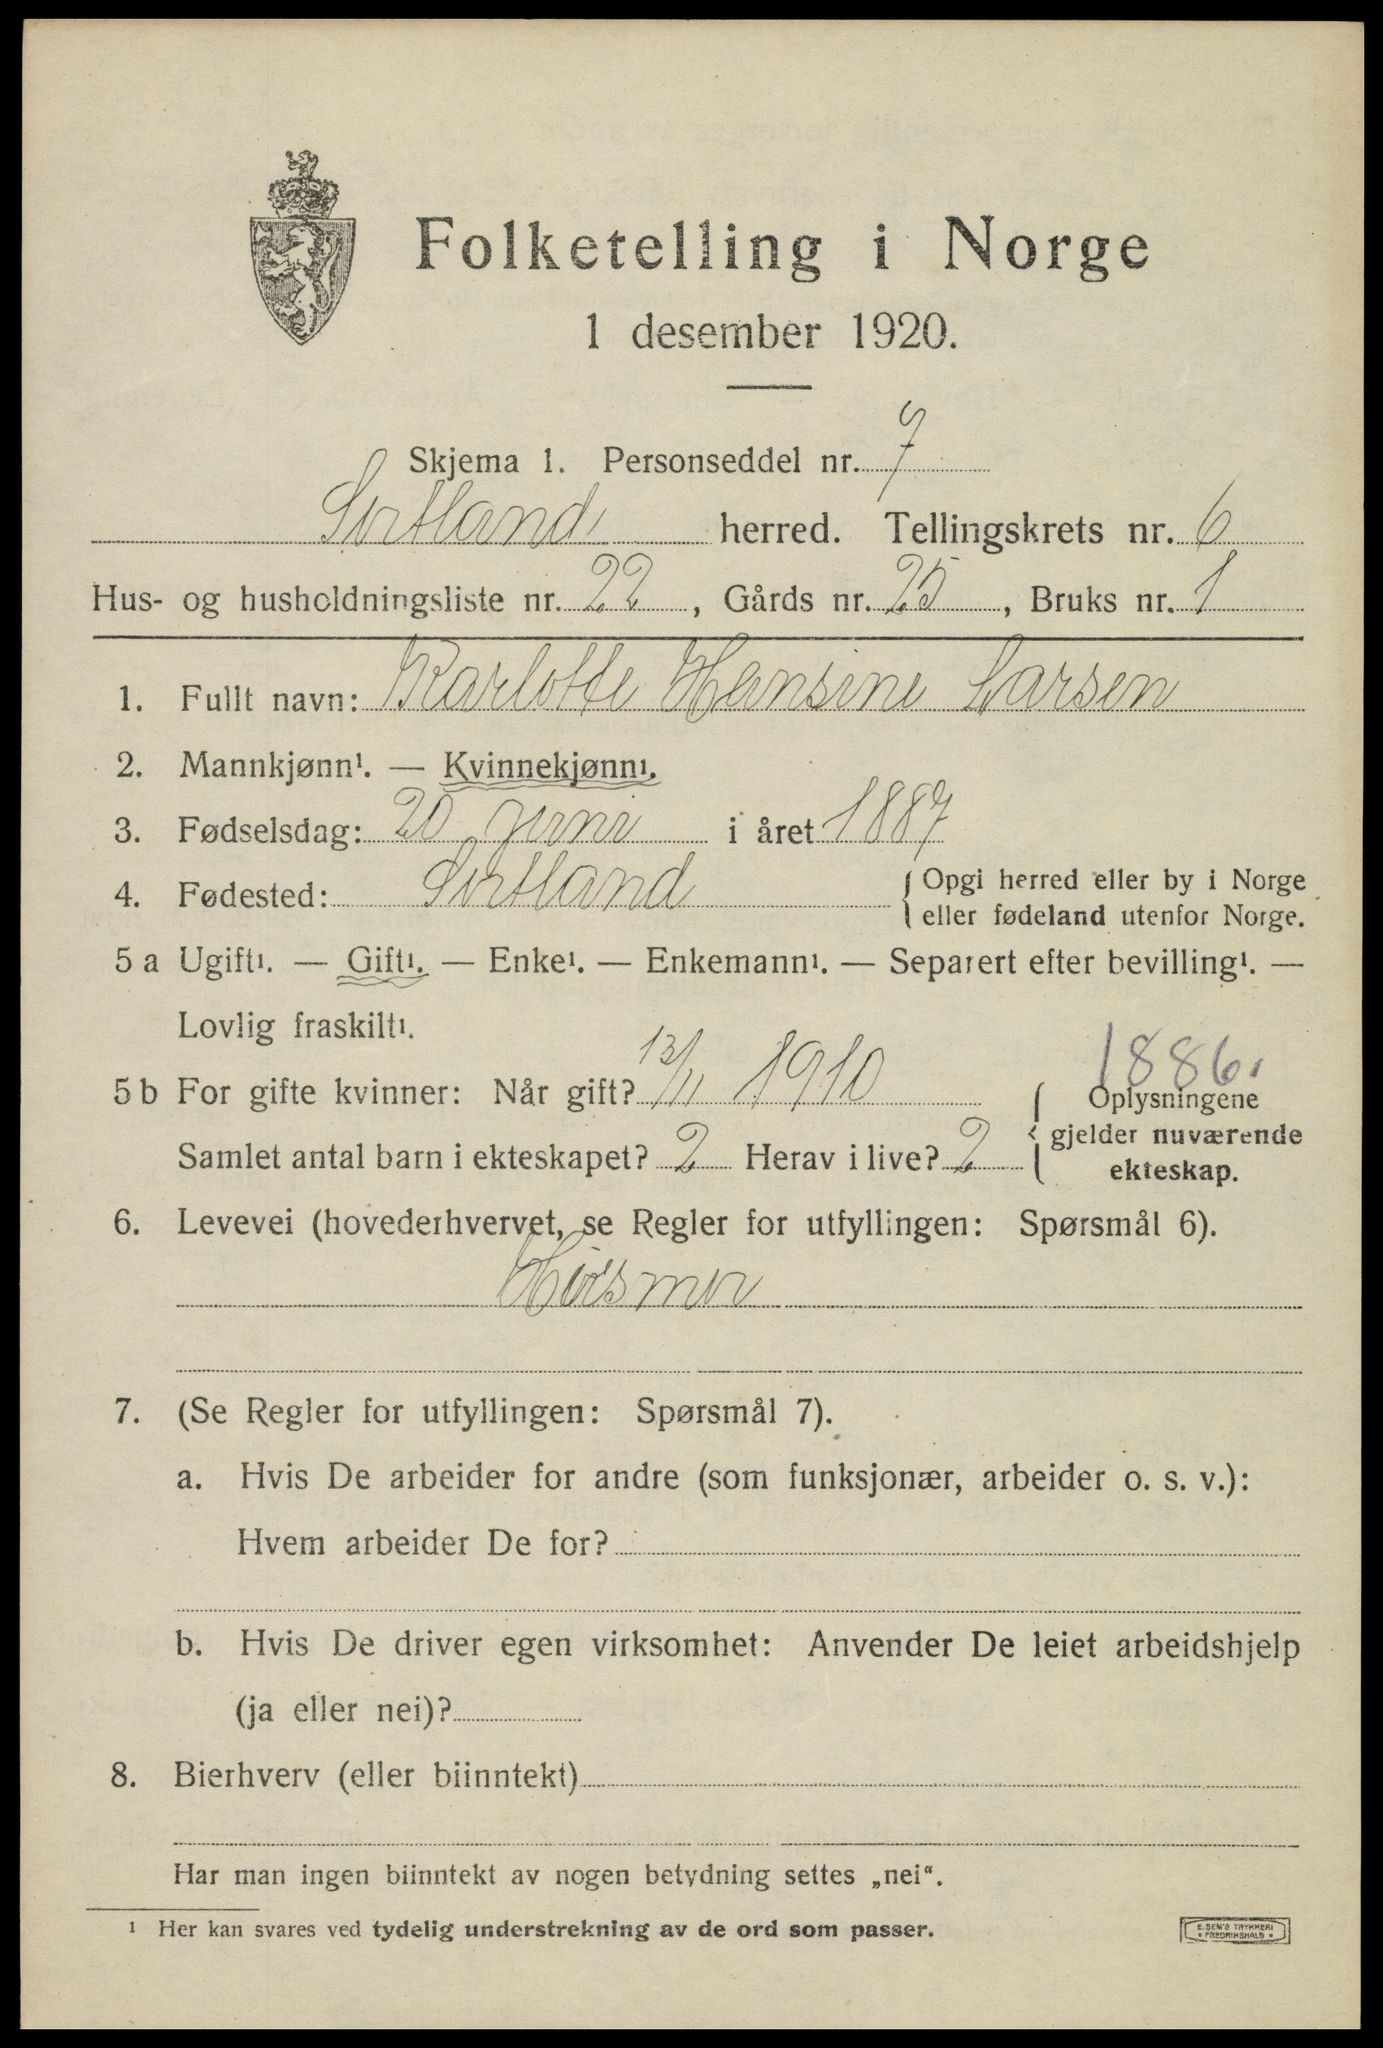 Folketelling i Norge
1 desember 1920.
Skjema 1. Personseddel nr. 7
Sortland herred. Tellingskrets nr. 6
Hus- og husholdningsliste nr. 22, Gårds nr. 25, Bruks nr. 1
1. Fullt navn: Karlotte Hansine Larsen
2. Mannkjønn¹. — Kvinnekjønn¹.
3. Fødselsdag: 20 juni i året 1887
4. Fødested: Sortland { Opgi herred eller by i Norge
eller fødeland utenfor Norge.
5 a Ugift¹. — Gift¹. — Enke¹. — Enkemann¹. — Separert efter bevilling¹. —
Lovlig fraskilt¹.
1886.
5 b For gifte kvinner: Når gift? 13/11 1910 { Oplysningene
gjelder nuværende
Samlet antal barn i ekteskapet? 2 Herav i live? 2
ekteskap.
6. Levevei (hovederhvervet, se Regler for utfyllingen: Spørsmål 6).
Husmor
7. (Se Regler for utfyllingen: Spørsmål 7).
a. Hvis De arbeider for andre (som funksjonær, arbeider o. s. v.):
Hvem arbeider De for?
b. Hvis De driver egen virksomhet: Anvender De leiet arbeidshjelp
(ja eller nei)?
8. Bierhverv (eller biinntekt)
Har man ingen biinntekt av nogen betydning settes „nei“.
¹ Her kan svares ved tydelig understrekning av de ord som passer.
E. SEM'S TRYKKERI
• FREDRIKSHALD •